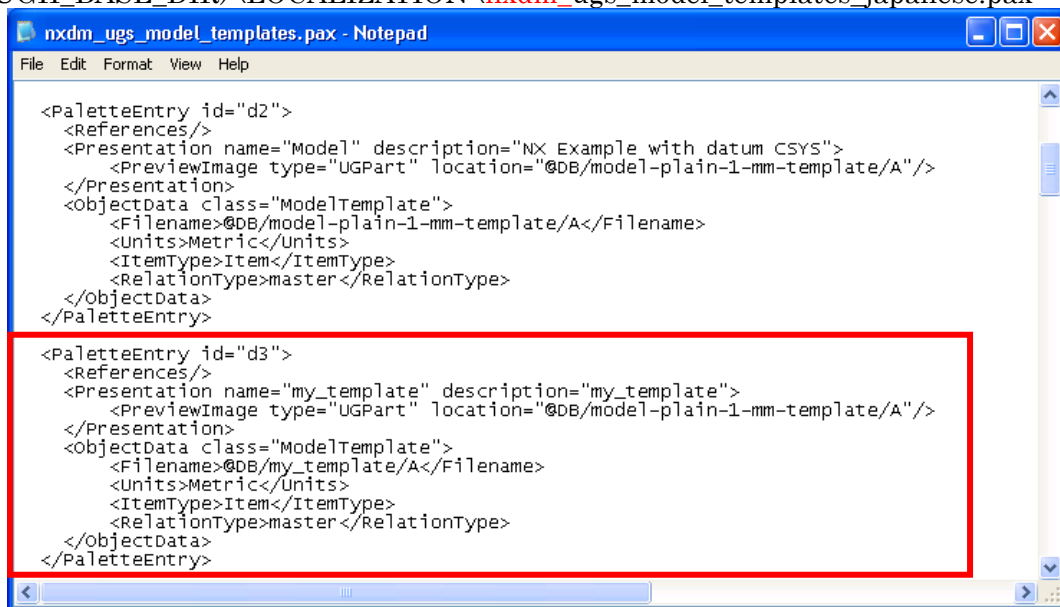 UGII_BASE_DIR) \LOCALIZATION \nxdm_ugs_model_templates_japanese.pax
nxdm_ugs_model_templates.pax - Notepad
File Edit Format View Help
<PaletteEntry id="d2">
<References/>
<Presentation name="Model" description="NX Example with datum CSYS">
<PreviewImage type="UGPart" location="@DB/model-plain-1-mm-template/A"/>
</Presentation>
<ObjectData class="ModelTemplate">
<Filename>@DB/model-plain-1-mm-template/A</Filename>
<Units>Metric</Units>
<ItemType>Item</ItemType>
<RelationType>master</RelationType>
</ObjectData>
</PaletteEntry>
<PaletteEntry id="d3">
<References/>
<Presentation name="my_template" description="my_template">
<PreviewImage type="UGPart" location="@DB/model-plain-1-mm-template/A"/>
</Presentation>
<ObjectData class="ModelTemplate">
<Filename>@DB/my_template/A</Filename>
<Units>Metric</Units>
<ItemType>Item</ItemType>
<RelationType>master</RelationType>
</ObjectData>
</PaletteEntry>